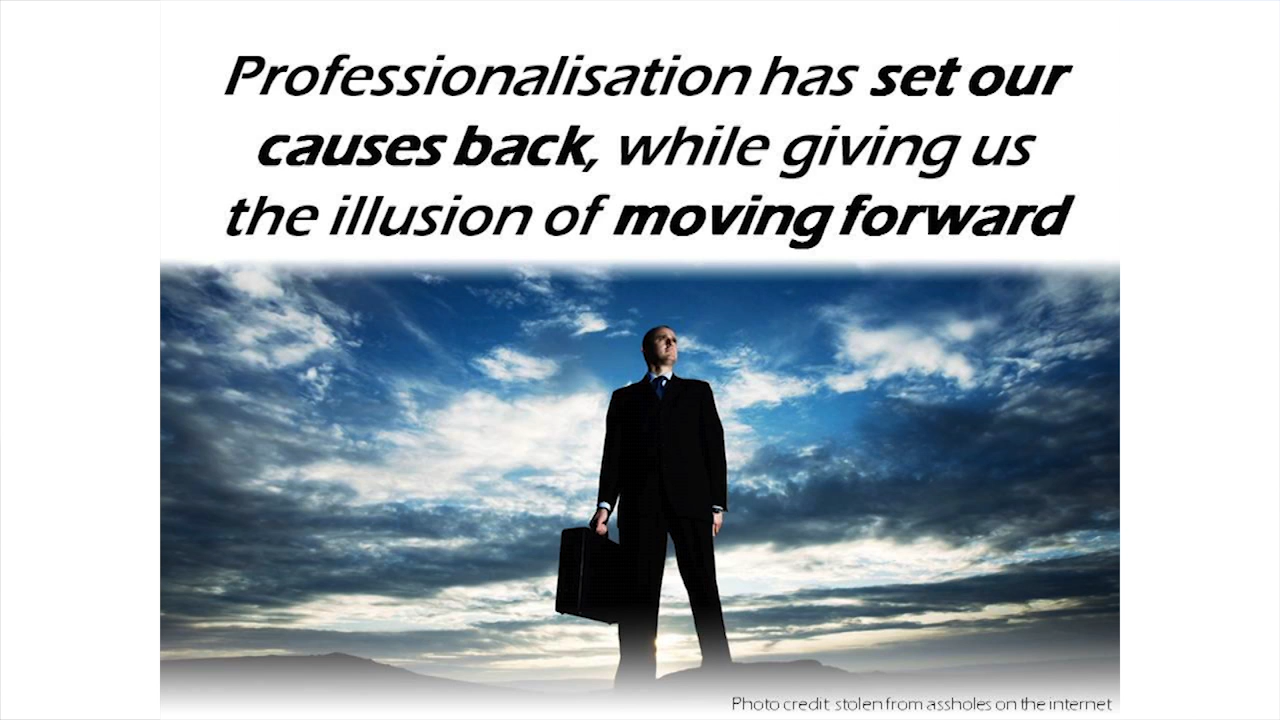 Professionalisation has set our
causes back, while giving us
the illusion of moving forward
Photo credit: stolen from assholes on the internet